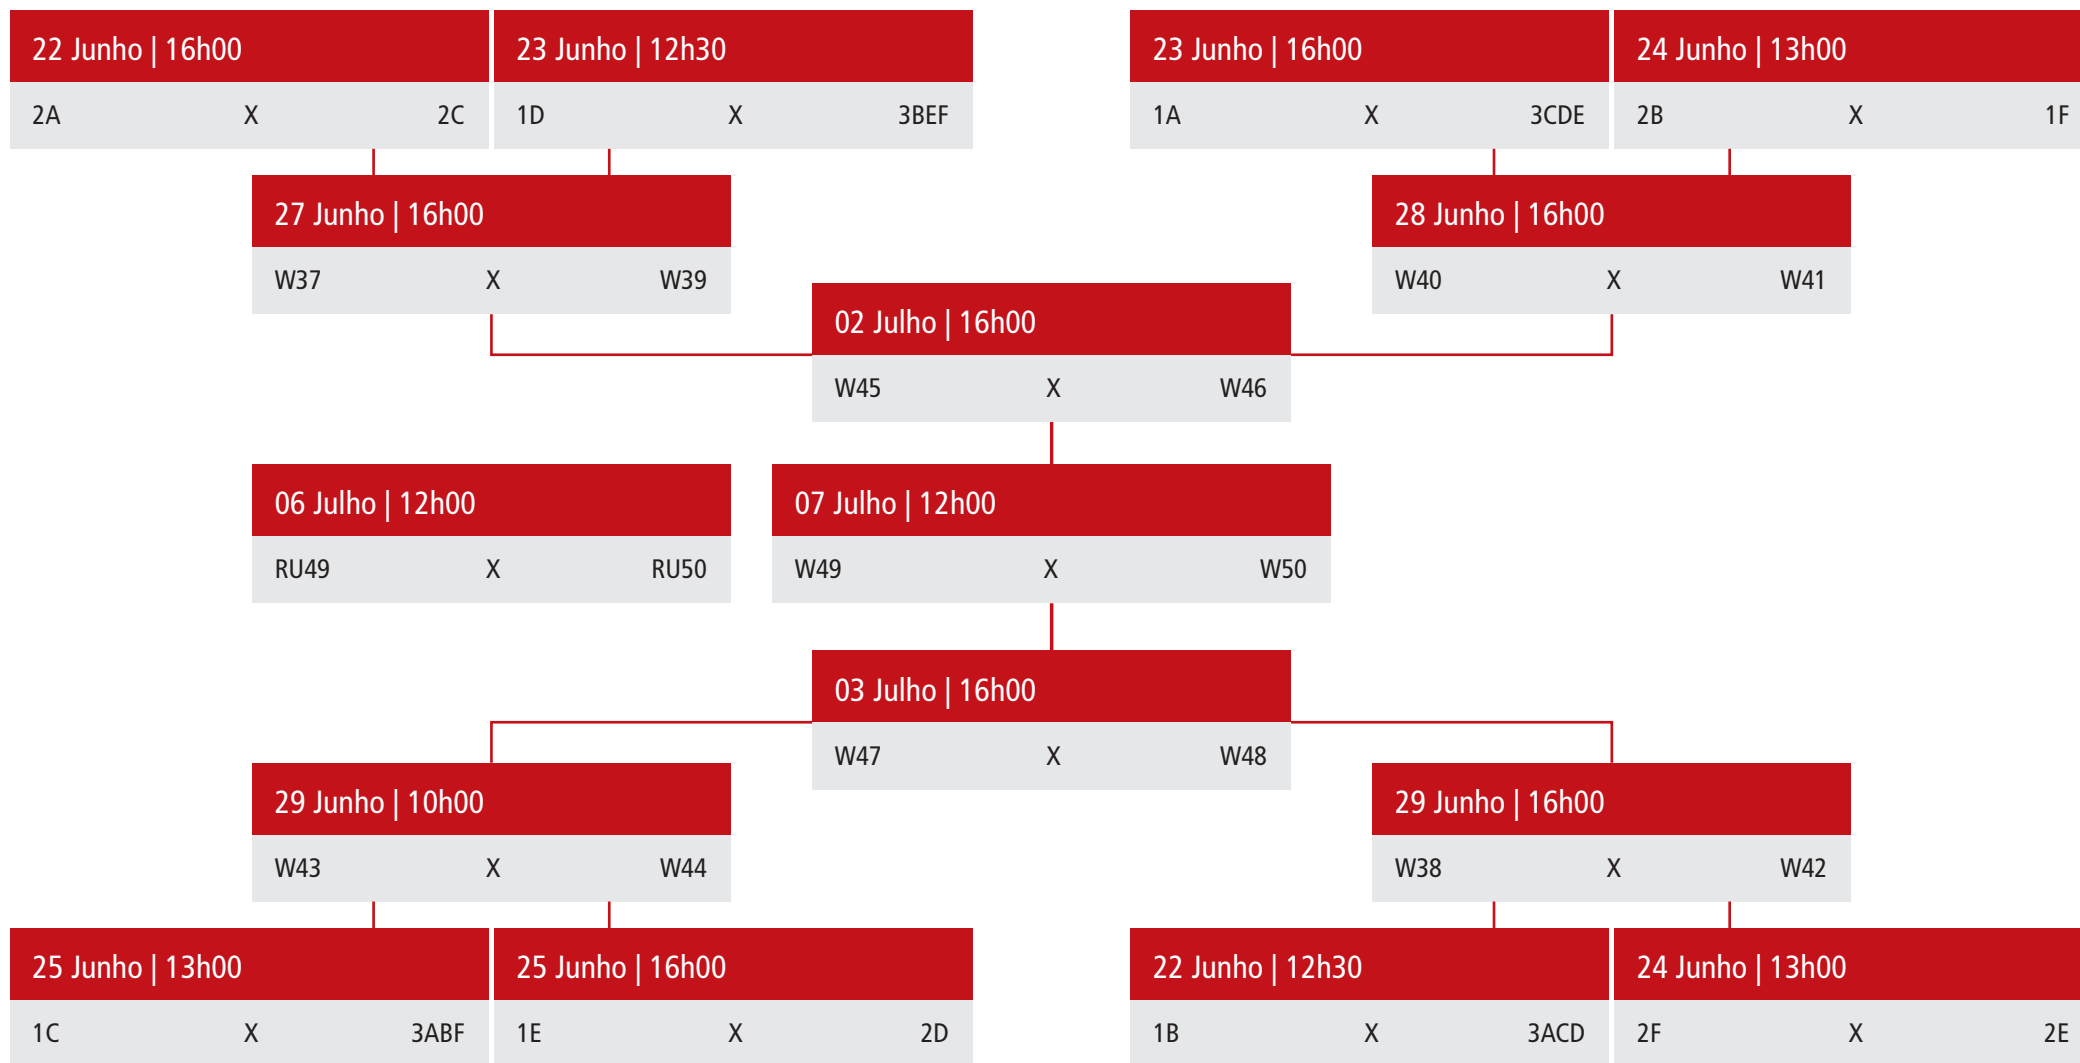 22 Junho | 16h00
2A X 2C
23 Junho | 12h30
1D X 3BEF
23 Junho | 16h00
1A X 3CDE
24 Junho | 13h00
2B X 1F
27 Junho | 16h00
W37 X W39
28 Junho | 16h00
W40 X W41
02 Julho | 16h00
W45 X W46
06 Julho | 12h00
RU49 X RU50
07 Julho | 12h00
W49 X W50
03 Julho | 16h00
W47 X W48
29 Junho | 10h00
W43 X W44
29 Junho | 16h00
W38 X W42
25 Junho | 13h00
1C X 3ABF
25 Junho | 16h00
1E X 2D
22 Junho | 12h30
1B X 3ACD
24 Junho | 13h00
2F X 2E